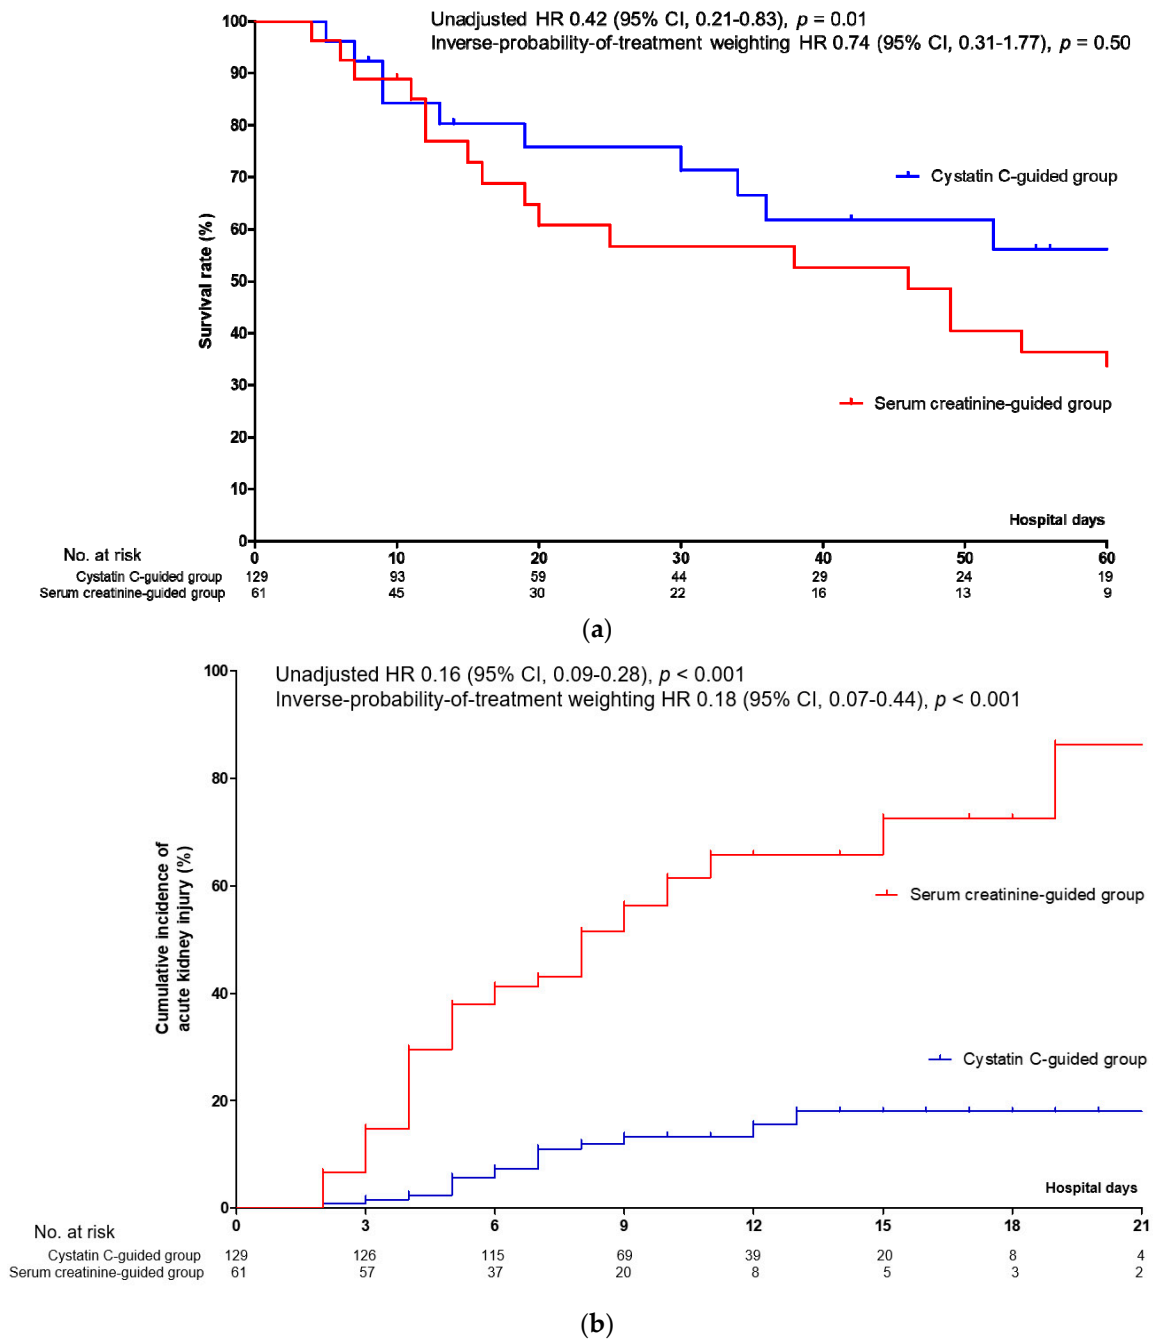 Unadjusted HR 0.42 (95% CI, 0.21-0.83), p = 0.01
Inverse-probability-of-treatment weighting HR 0.74 (95% CI, 0.31-1.77), p = 0.50
100
90
80
70
60
50
40
30
20
10
0
Survival rate (%)
Cystatin C-guided group
Serum creatinine-guided group
Hospital days
0 10 20 30 40 50 60
No. at risk
Cystatin C-guided group 129 93 59 44 29 24 19
Serum creatinine-guided group 61 45 30 22 16 13 9
(a)
Unadjusted HR 0.16 (95% CI, 0.09-0.28), p < 0.001
Inverse-probability-of-treatment weighting HR 0.18 (95% CI, 0.07-0.44), p < 0.001
100
80
60
40
20
0
Cumulative incidence of
acute kidney injury (%)
Serum creatinine-guided group
Cystatin C-guided group
Hospital days
0 3 6 9 12 15 18 21
No. at risk
Cystatin C-guided group 129 126 115 69 39 20 8 4
Serum creatinine-guided group 61 57 37 20 8 5 3 2
(b)